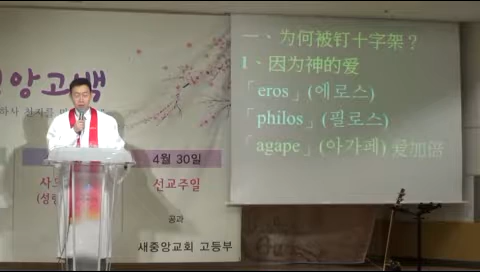 앙고백
4월 30일
선교주일
공과
새중앙교회 고등부
一、为何被钉十字架？
1、因为神的爱
「eros」(에로스)
「philos」(필로스)
「agape」(아가페) 爱加倍